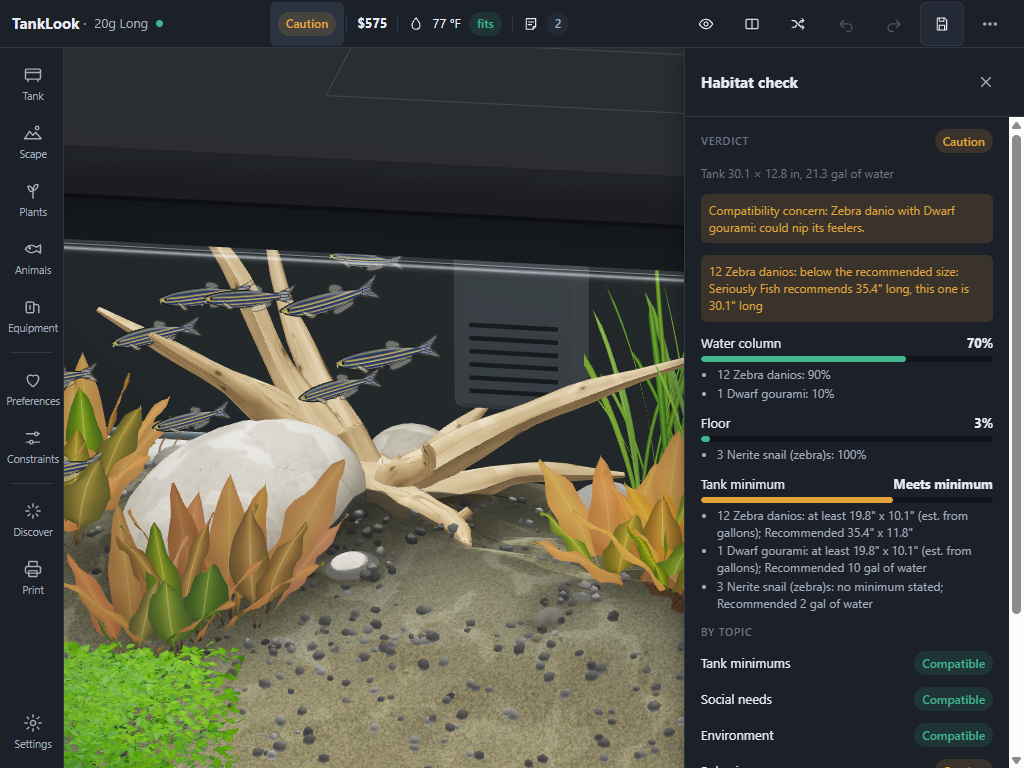 TankLook · 20g Long
Caution
$575
77 °F
fits
2
Tank
Scape
Plants
Animals
Equipment
Preferences
Constraints
Discover
Print
Settings
Habitat check
VERDICT
Caution
Tank 30.1 × 12.8 in, 21.3 gal of water
Compatibility concern: Zebra danio with Dwarf
gourami: could nip its feelers.
12 Zebra danios: below the recommended size:
Seriously Fish recommends 35.4" long, this one is
30.1" long
Water column 70%
• 12 Zebra danios: 90%
• 1 Dwarf gourami: 10%
Floor 3%
• 3 Nerite snail (zebra)s: 100%
Tank minimum Meets minimum
• 12 Zebra danios: at least 19.8" x 10.1" (est. from
gallons); Recommended 35.4" x 11.8"
• 1 Dwarf gourami: at least 19.8" x 10.1" (est. from
gallons); Recommended 10 gal of water
• 3 Nerite snail (zebra)s: no minimum stated;
Recommended 2 gal of water
BY TOPIC
Tank minimums Compatible
Social needs Compatible
Environment Compatible